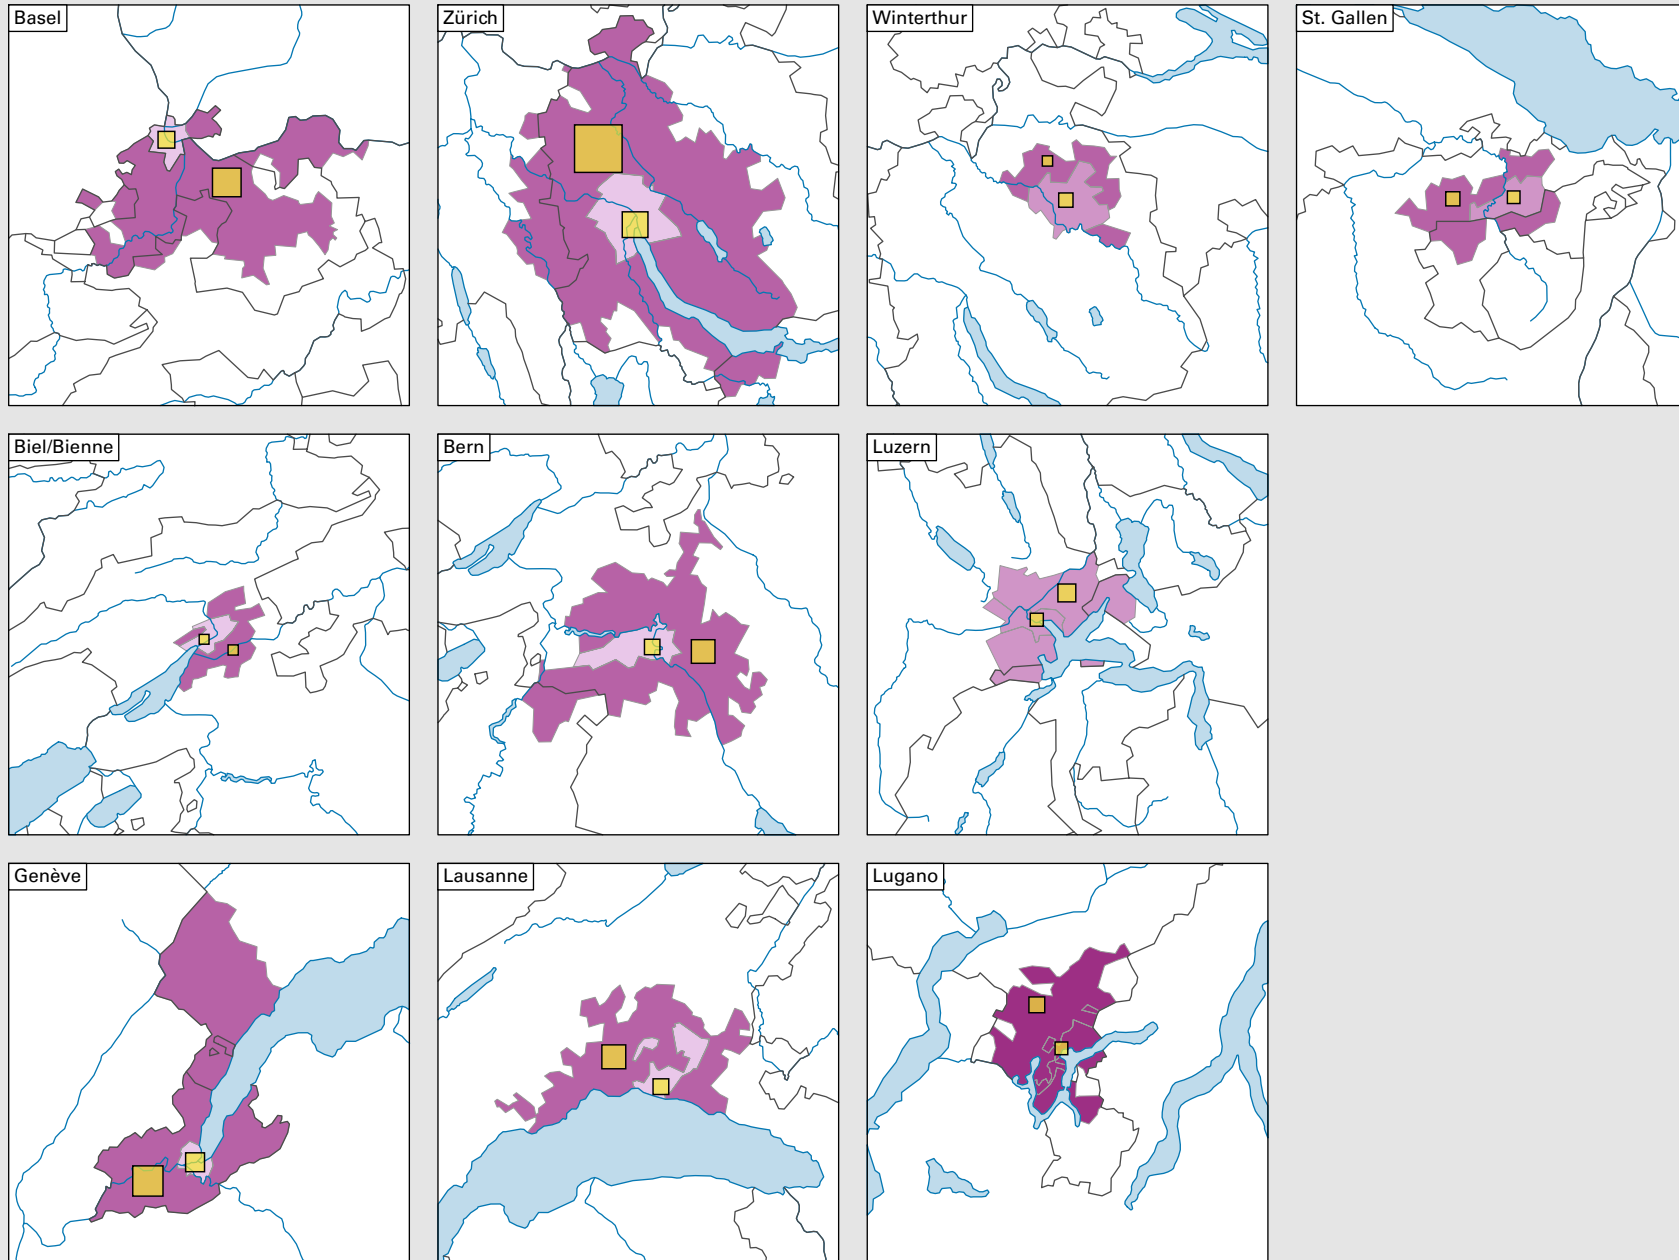 Basel
Zürich
Winterthur
St. Gallen
Biel/Bienne
Bern
Luzern
Genève
Lausanne
Lugano